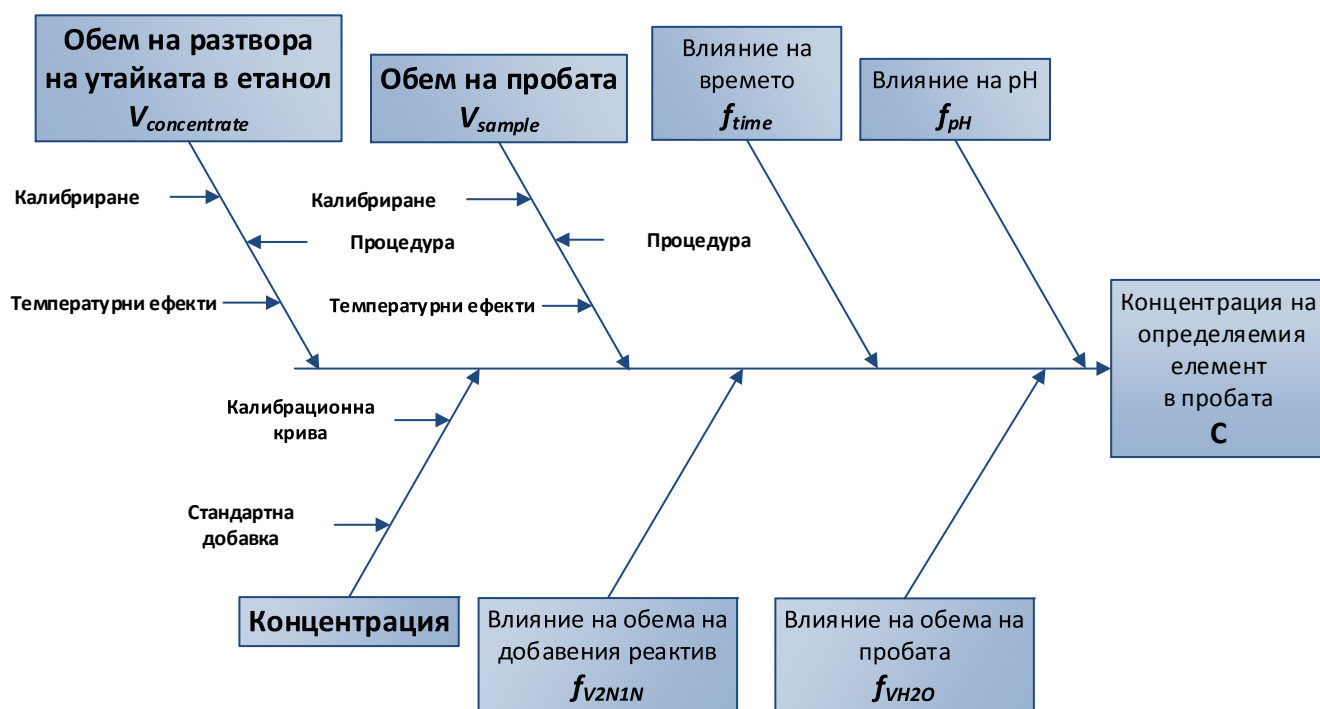 Обем на разтвора
на утайката в етанол
Vconcentrate
Обем на пробата
Vsample
Влияние на
времето
ftime
Влияние на pH
fpH
Калибриране
Процедура
Температурни ефекти
Калибриране
Процедура
Температурни ефекти
Концентрация на
определяемия
елемент
в пробата
С
Калибрационна
крива
Стандартна
добавка
Концентрация
Влияние на обема на
добавения реактив
fV2N1N
Влияние на обема на
пробата
fVH2O